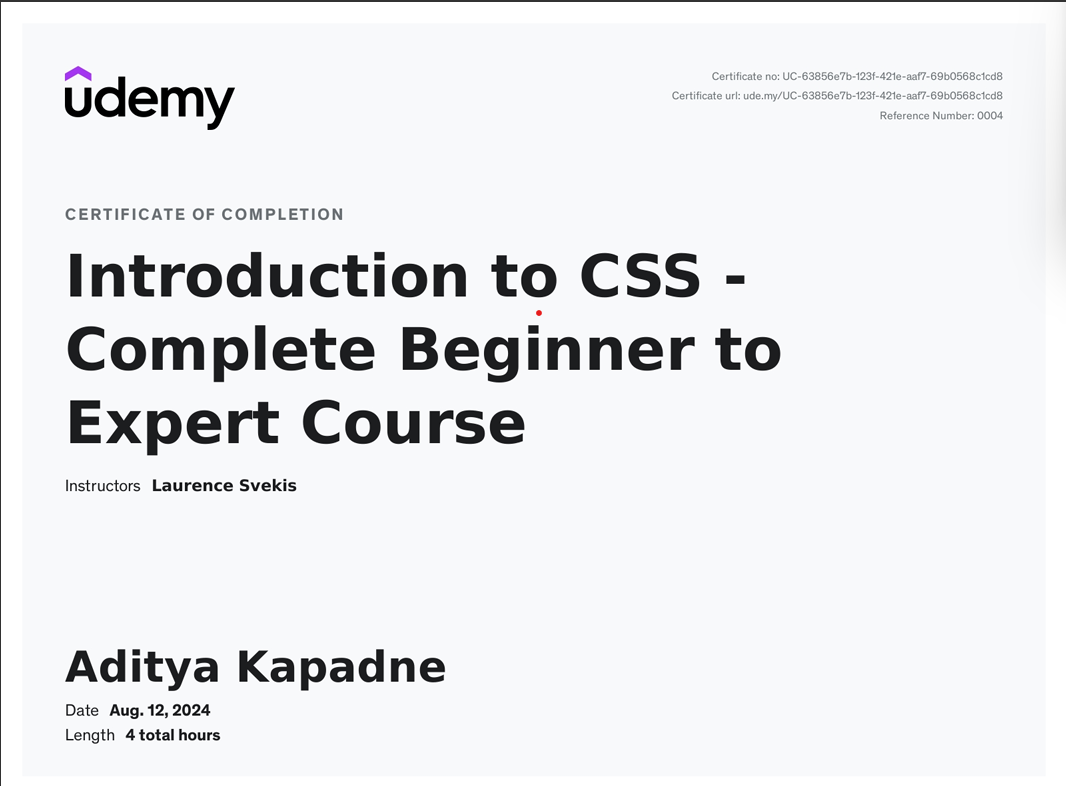 udemy
Certificate no: UC-63856e7b-123f-421e-aaf7-69b0568c1cd8
Certificate url: ude.my/UC-63856e7b-123f-421e-aaf7-69b0568c1cd8
Reference Number: 0004
CERTIFICATE OF COMPLETION
Introduction to CSS -
Complete Beginner to
Expert Course
Instructors Laurence Svekis
Aditya Kapadne
Date Aug. 12, 2024
Length 4 total hours